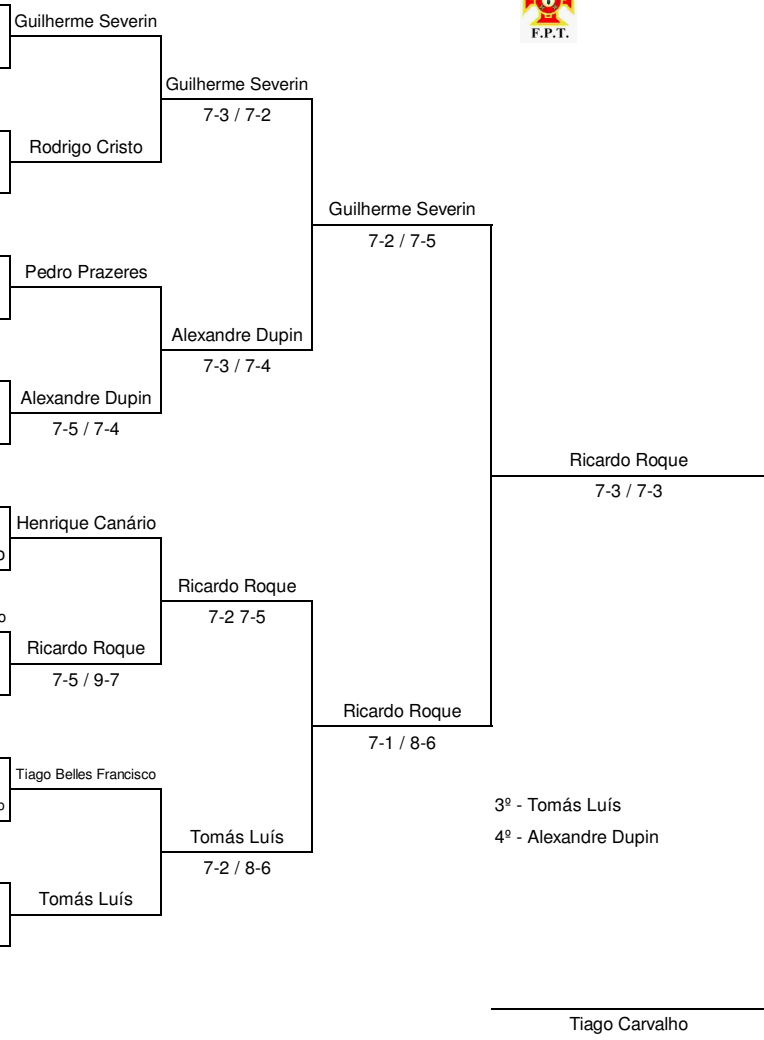 F.P.T.
Guilherme Severin
Guilherme Severin
7-3 / 7-2
Rodrigo Cristo
Guilherme Severin
7-2 / 7-5
Pedro Prazeres
Alexandre Dupin
7-3 / 7-4
Alexandre Dupin
7-5 / 7-4
Ricardo Roque
7-3 / 7-3
Henrique Canário
o
Ricardo Roque
7-2 7-5
o
Ricardo Roque
7-5 / 9-7
Ricardo Roque
7-1 / 8-6
Tiago Belles Francisco
o
3º - Tomás Luís
4º - Alexandre Dupin
Tomás Luís
7-2 / 8-6
Tomás Luís
Tiago Carvalho